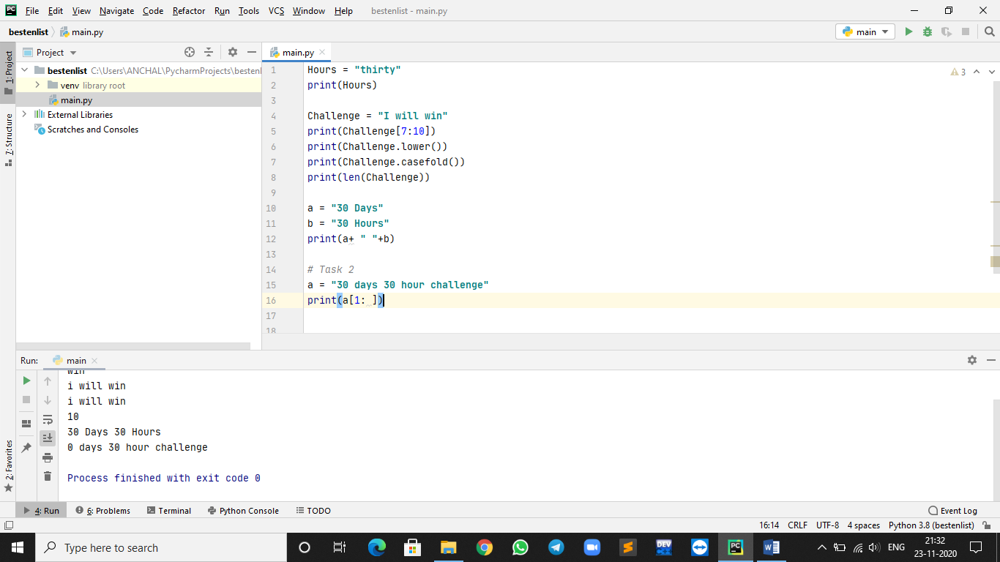 File Edit View Navigate Code Refactor Run Tools VCS Window Help bestenlist - main.py
bestenlist main.py main
Project main.py
1: Project
bestenlist C:\Users\ANCHAL\PycharmProjects\bestenl
venv library root
main.py
External Libraries
Scratches and Consoles
7: Structure
3
1 Hours = "thirty"
2 print(Hours)
3
4 Challenge = "I will win"
5 print(Challenge[7:10])
6 print(Challenge.lower())
7 print(Challenge.casefold())
8 print(len(Challenge))
9
10 a = "30 Days"
11 b = "30 Hours"
12 print(a+ " "+b)
13
14 # Task 2
15 a = "30 days 30 hour challenge"
16 print(a[1: ])
17
18
Run: main
win
i will win
i will win
10
30 Days 30 Hours
0 days 30 hour challenge
Process finished with exit code 0
2: Favorites
4: Run 6: Problems Terminal Python Console TODO Event Log
16:14 CRLF UTF-8 4 spaces Python 3.8 (bestenlist)
Type here to search
DEV
PC
ENG
21:32
23-11-2020